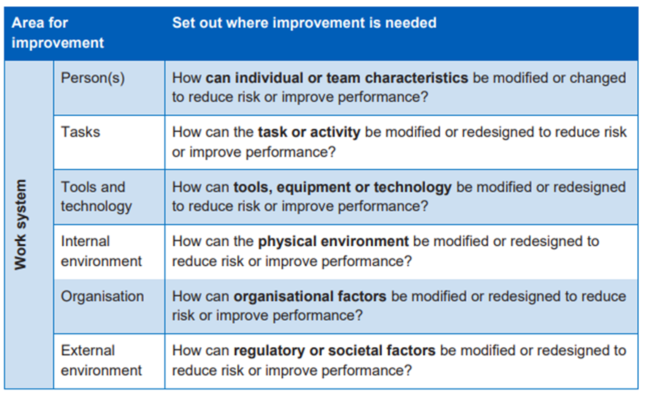 Area for
improvement
Set out where improvement is needed
Work system
Person(s)
How can individual or team characteristics be modified or changed
to reduce risk or improve performance?
Tasks
How can the task or activity be modified or redesigned to reduce risk
or improve performance?
Tools and
technology
How can tools, equipment or technology be modified or redesigned
to reduce risk or improve performance?
Internal
environment
How can the physical environment be modified or redesigned to
reduce risk or improve performance?
Organisation
How can organisational factors be modified or redesigned to reduce
risk or improve performance?
External
environment
How can regulatory or societal factors be modified or redesigned to
reduce risk or improve performance?